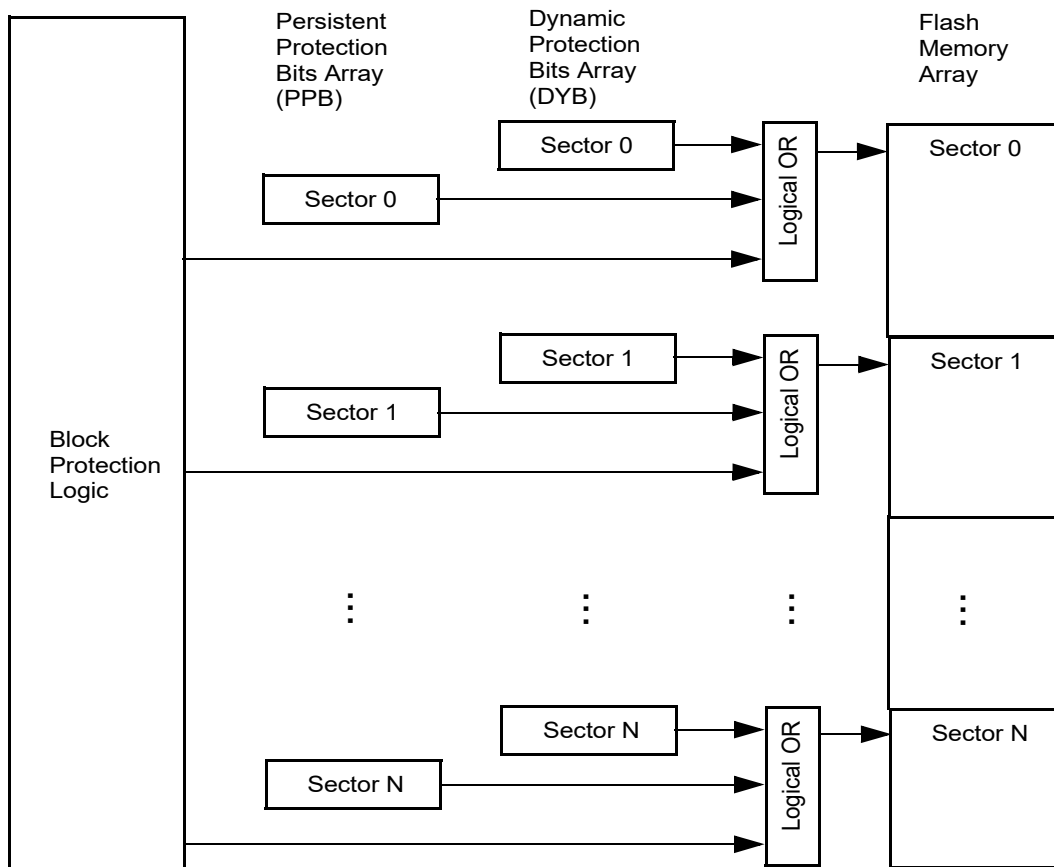 Persistent
Protection
Bits Array
(PPB)
Dynamic
Protection
Bits Array
(DYB)
Flash
Memory
Array
Sector 0
Sector 0
Logical OR
Sector 0
Sector 1
Sector 1
Logical OR
Sector 1
Block
Protection
Logic
Sector N
Sector N
Logical OR
Sector N